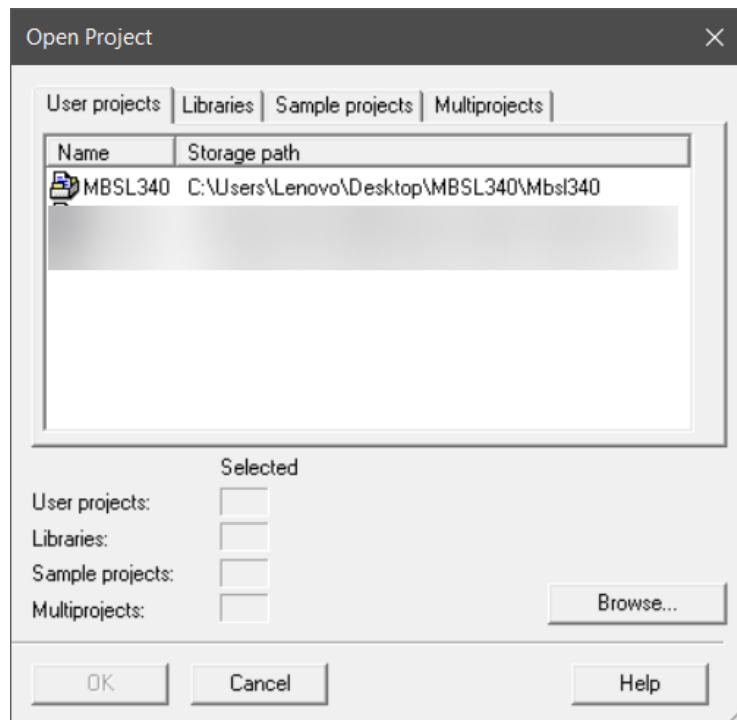 Open Project
User projects Libraries Sample projects Multiprojects
Name Storage path
MBSL340 C:\Users\Lenovo\Desktop\MBSL340\Mbsl340
Selected
User projects:
Libraries:
Sample projects:
Multiprojects:
Browse...
OK Cancel Help